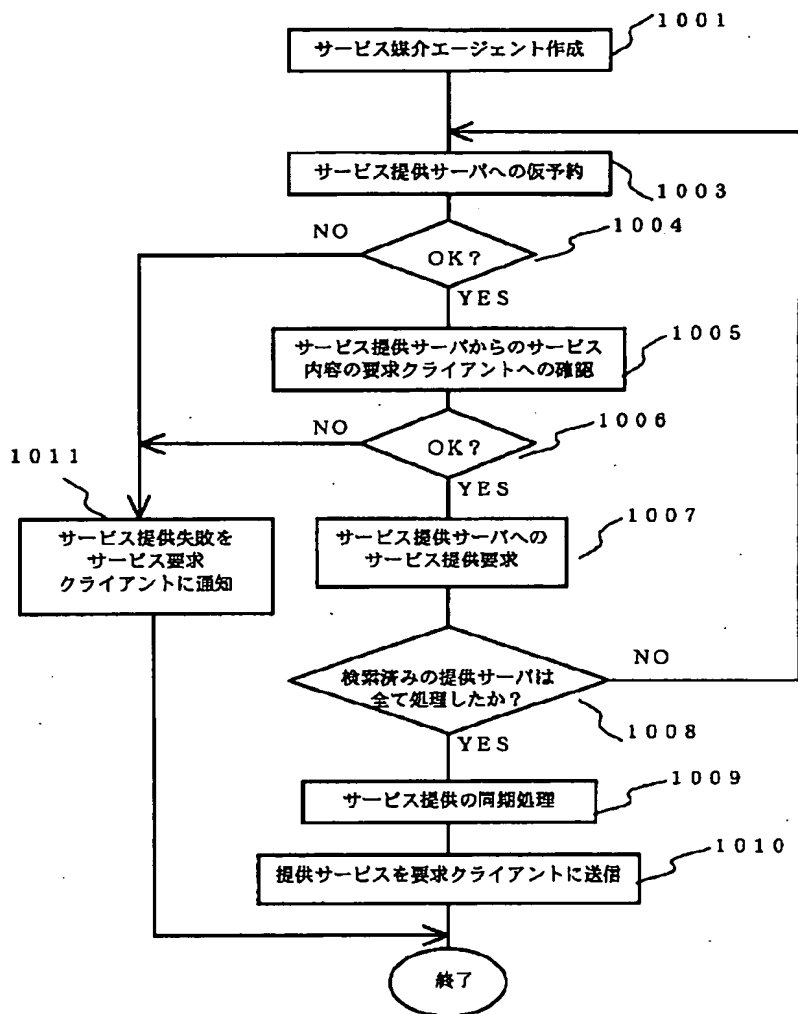 1001
サービス媒介エージェント作成
サービス提供サーバへの仮予約
1003
NO
1004
OK?
YES
サービス提供サーバからのサービス
内容の要求クライアントへの確認
1005
NO
1006
OK?
YES
1011
サービス提供失敗を
サービス要求
クライアントに通知
サービス提供サーバへの
サービス提供要求
1007
検索済みの提供サーバは
全て処理したか?
NO
1008
YES
サービス提供の同期処理
1009
提供サービスを要求クライアントに送信
1010
終了